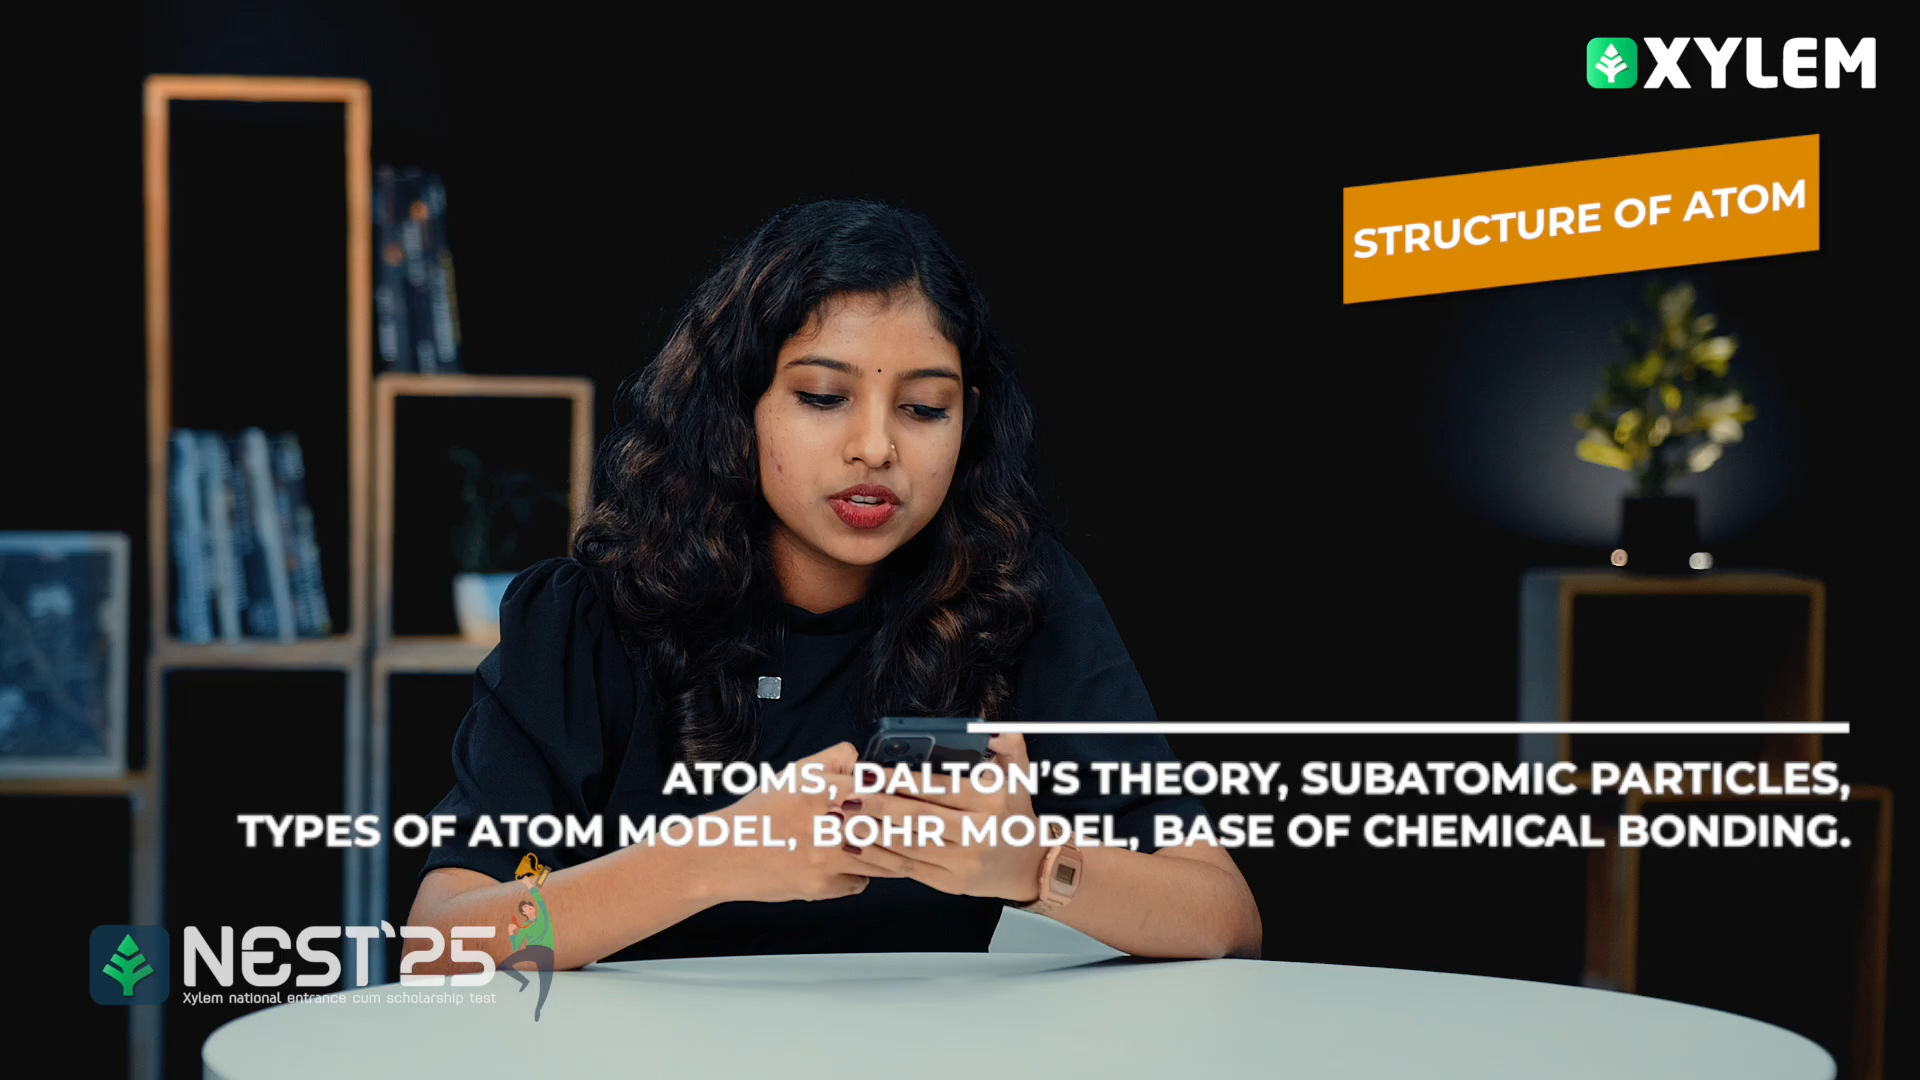 XYLEM
STRUCTURE OF ATOM
ATOMS, DALTON’S THEORY, SUBATOMIC PARTICLES,
TYPES OF ATOM MODEL, BOHR MODEL, BASE OF CHEMICAL BONDING.
NEST'25
Xylem national entrance cum scholarship test